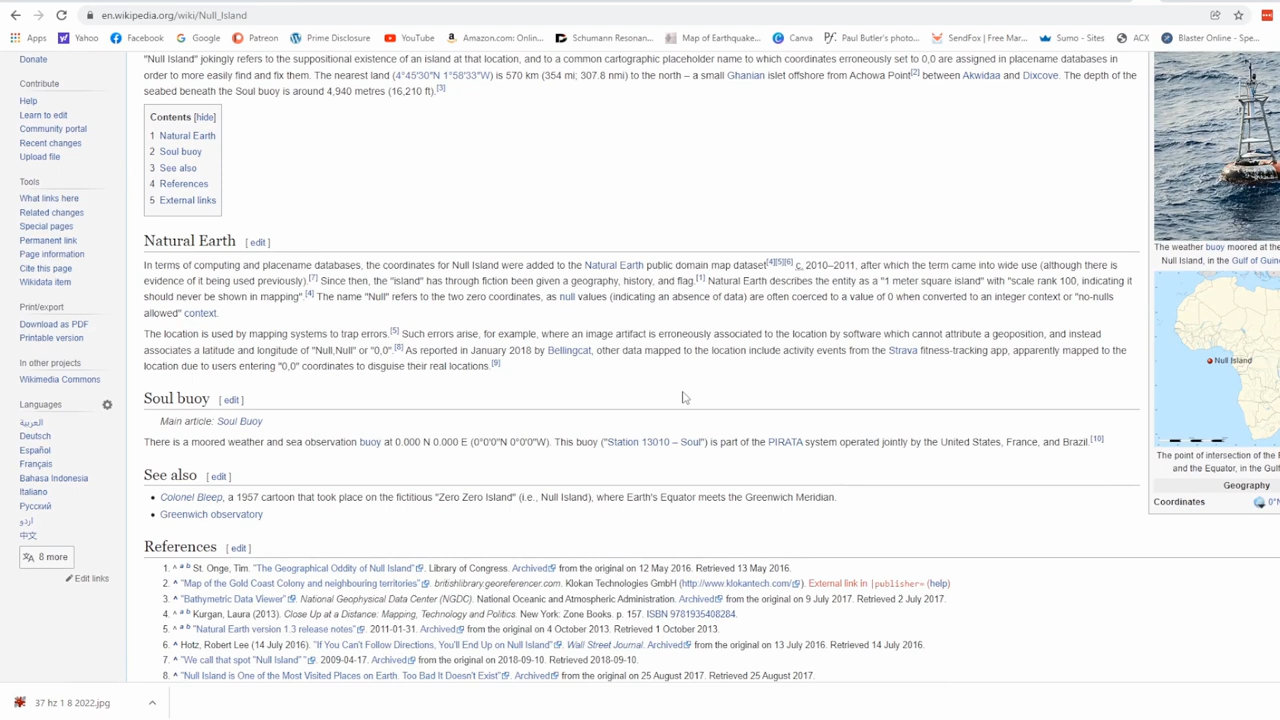 en.wikipedia.org/wiki/Null_Island
Apps Yahoo Facebook Google Patreon Prime Disclosure YouTube Amazon.com: Onlin... Schumann Resonan... Map of Earthquake... Canva Paul Butler's photo... SendFox | Free Mar... Sumo - Sites ACX Blaster Online - Spe...
Donate
Contribute
Help
Learn to edit
Community portal
Recent changes
Upload file
Tools
What links here
Related changes
Special pages
Permanent link
Page information
Cite this page
Wikidata item
Print/export
Download as PDF
Printable version
In other projects
Wikimedia Commons
Languages
العربية
Deutsch
Español
Français
Bahasa Indonesia
Italiano
Русский
اردو
中文
8 more
Edit links
"Null Island" jokingly refers to the suppositional existence of an island at that location, and to a common cartographic placeholder name to which coordinates erroneously set to 0,0 are assigned in placename databases in
order to more easily find and fix them. The nearest land (4°45′30″N 1°58′33″W) is 570 km (354 mi; 307.8 nmi) to the north – a small Ghanian islet offshore from Achowa Point[2] between Akwidaa and Dixcove. The depth of the
seabed beneath the Soul buoy is around 4,940 metres (16,210 ft).[3]
Contents [hide]
1 Natural Earth
2 Soul buoy
3 See also
4 References
5 External links
Natural Earth [ edit ]
In terms of computing and placename databases, the coordinates for Null Island were added to the Natural Earth public domain map dataset[4][5][6] c. 2010–2011, after which the term came into wide use (although there is
evidence of it being used previously).[7] Since then, the "island" has through fiction been given a geography, history, and flag.[1] Natural Earth describes the entity as a "1 meter square island" with "scale rank 100, indicating it
should never be shown in mapping".[4] The name "Null" refers to the two zero coordinates, as null values (indicating an absence of data) are often coerced to a value of 0 when converted to an integer context or "no-nulls
allowed" context.
The location is used by mapping systems to trap errors.[5] Such errors arise, for example, where an image artifact is erroneously associated to the location by software which cannot attribute a geoposition, and instead
associates a latitude and longitude of "Null,Null" or "0,0".[8] As reported in January 2018 by Bellingcat, other data mapped to the location include activity events from the Strava fitness-tracking app, apparently mapped to the
location due to users entering "0,0" coordinates to disguise their real locations.[9]
Soul buoy [ edit ]
Main article: Soul Buoy
There is a moored weather and sea observation buoy at 0.000 N 0.000 E (0°0′0″N 0°0′0″W). This buoy ("Station 13010 – Soul") is part of the PIRATA system operated jointly by the United States, France, and Brazil.[10]
See also [ edit ]
• Colonel Bleep, a 1957 cartoon that took place on the fictitious "Zero Zero Island" (i.e., Null Island), where Earth's Equator meets the Greenwich Meridian.
• Greenwich observatory
References [ edit ]
1. ^ a b St. Onge, Tim. "The Geographical Oddity of Null Island". Library of Congress. Archived from the original on 12 May 2016. Retrieved 13 May 2016.
2. ^ "Map of the Gold Coast Colony and neighbouring territories". britishlibrary.georeferencer.com. Klokan Technologies GmbH (http://www.klokantech.com/). External link in |publisher= (help)
3. ^ "Bathymetric Data Viewer". National Geophysical Data Center (NGDC). National Oceanic and Atmospheric Administration. Archived from the original on 9 July 2017. Retrieved 2 July 2017.
4. ^ a b Kurgan, Laura (2013). Close Up at a Distance: Mapping, Technology and Politics. New York: Zone Books. p. 157. ISBN 9781935408284.
5. ^ a b "Natural Earth version 1.3 release notes". 2011-01-31. Archived from the original on 4 October 2013. Retrieved 1 October 2013.
6. ^ Hotz, Robert Lee (14 July 2016). "If You Can't Follow Directions, You'll End up on Null Island". Wall Street Journal. Archived from the original on 13 July 2016. Retrieved 14 July 2016.
7. ^ "We call that spot "Null Island" ". 2009-04-17. Archived from the original on 2018-09-10. Retrieved 2018-09-10.
8. ^ "Null Island is One of the Most Visited Places on Earth. Too Bad It Doesn't Exist". Archived from the original on 25 August 2017. Retrieved 25 August 2017.
The weather buoy moored at the
Null Island, in the Gulf of Guine
Null Island
The point of intersection of the P
and the Equator, in the Gulf
Geography
Coordinates 0°N
37 hz 1 8 2022.jpg